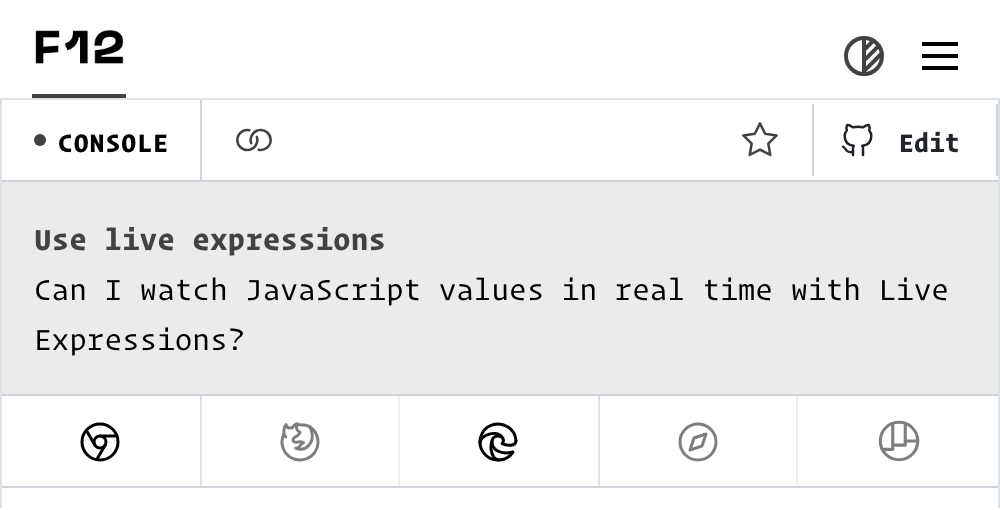 F12
CONSOLE
Edit
Use live expressions
Can I watch JavaScript values in real time with Live
Expressions?